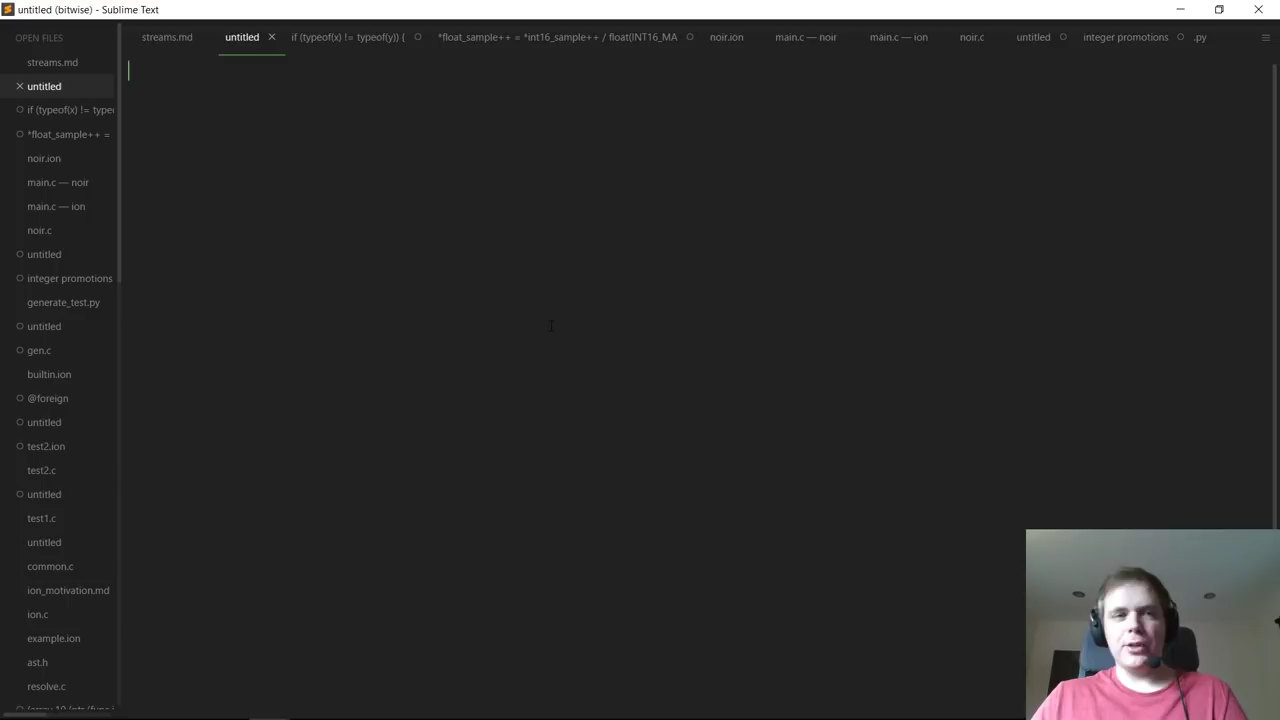 untitled (bitwise) - Sublime Text
OPEN FILES
streams.md
untitled
if (typeof(x) != typeof(y)) {
*float_sample++ = *int16_sample++ / float(INT16_MA
noir.ion
main.c — noir
main.c — ion
noir.c
untitled
integer promotions
.py
streams.md
untitled
if (typeof(x) != typeo
*float_sample++ =
noir.ion
main.c — noir
main.c — ion
noir.c
untitled
integer promotions
generate_test.py
untitled
gen.c
builtin.ion
@foreign
untitled
test2.ion
test2.c
untitled
test1.c
untitled
common.c
ion_motivation.md
ion.c
example.ion
ast.h
resolve.c